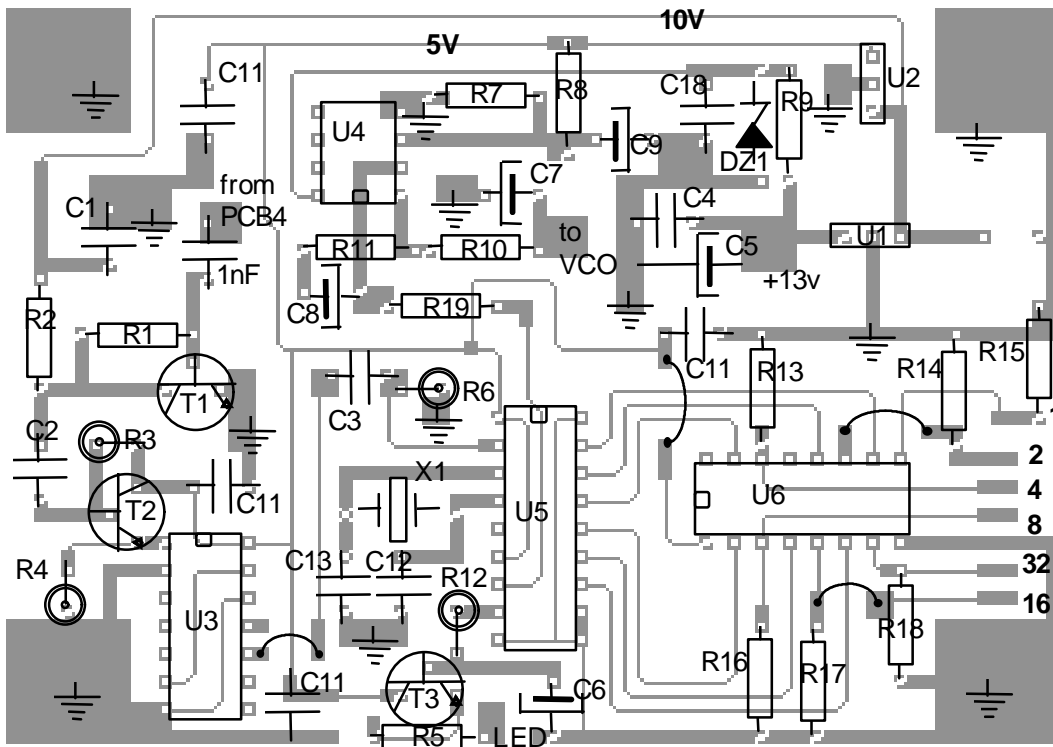 10V
5V
C11
R7
R8
C18
R9
U2
U4
C9
DZ1
C7
from
PCB4
C1
C4
to
VCO
U1
R11
R10
C5
1nF
+13v
C8
R19
R2
R1
C11
R13
R14
R15
T1
C3
R6
C2
R3
2
X1
U6
4
C11
T2
U5
8
C13
C12
R4
R12
32
U3
16
R18
R16
R17
C11
T3
C6
R5
LED